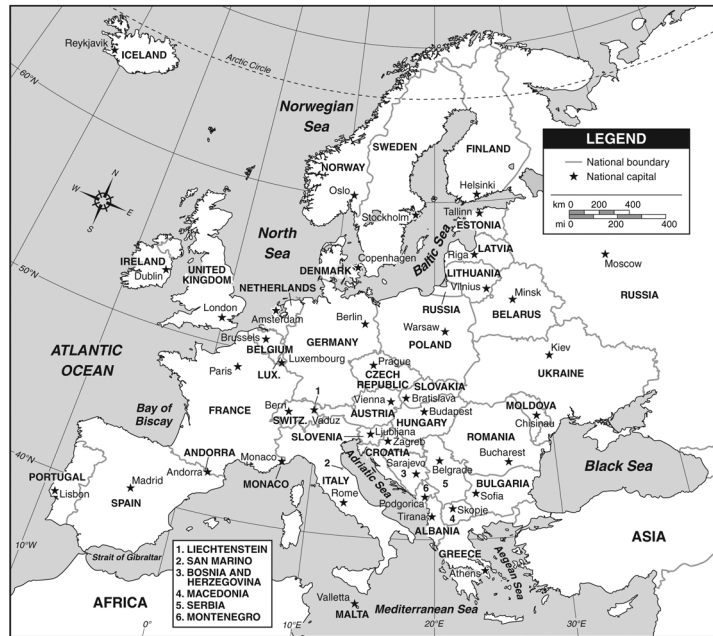 Reykjavik
ICELAND
Arctic Circle
60°N
Norwegian
Sea
SWEDEN
FINLAND
NORWAY
Oslo
Helsinki
Stockholm
Tallinn
ESTONIA
LEGEND
National boundary
National capital
km 0 200 400
mi 0 200 400
N
W
E
S
North
Sea
Baltic Sea
LATVIA
Riga
Moscow
50°N
IRELAND
Dublin
UNITED
KINGDOM
DENMARK
Copenhagen
LITHUANIA
Vilnius
RUSSIA
RUSSIA
NETHERLANDS
Minsk
BELARUS
London
Amsterdam
Berlin
Warsaw
POLAND
GERMANY
Brussels
BELGIUM
Luxembourg
LUX.
Kiev
UKRAINE
ATLANTIC
OCEAN
Paris
Prague
CZECH
REPUBLIC
SLOVAKIA
Bratislava
Vienna
AUSTRIA
1
Bay of
Biscay
FRANCE
Bern
SWITZ.
Vaduz
Budapest
HUNGARY
MOLDOVA
Chisinau
SLOVENIA
Ljubljana
Zagreb
CROATIA
ROMANIA
Bucharest
40°N
ANDORRA
Andorra
Monaco
MONACO
2
ITALY
Rome
Adriatic Sea
Sarajevo
3
Belgrade
5
BULGARIA
Sofia
Black Sea
PORTUGAL
Lisbon
Madrid
SPAIN
6
Podgorica
Skopje
4
Tirana
ALBANIA
ASIA
10°W
Strait of Gibraltar
GREECE
Athens
Aegean Sea
1. LIECHTENSTEIN
2. SAN MARINO
3. BOSNIA AND
HERZEGOVINA
4. MACEDONIA
5. SERBIA
6. MONTENEGRO
AFRICA
Valletta
MALTA
Mediterranean Sea
0°
10°E
20°E
30°E